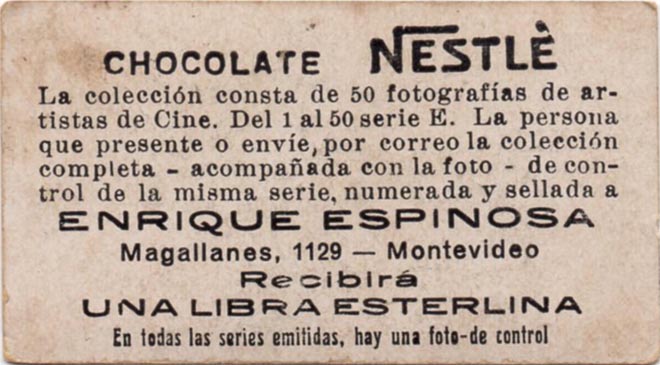 CHOCOLATE NESTLÈ
La colección consta de 50 fotografías de ar-
tistas de Cine. Del 1 al 50 serie E. La persona
que presente o envíe, por correo la colección
completa - acompañada con la foto - de con-
trol de la misma serie, numerada y sellada a
ENRIQUE ESPINOSA
Magallanes, 1129 — Montevideo
Recibirá
UNA LIBRA ESTERLINA
En todas las series emitidas, hay una foto-de control